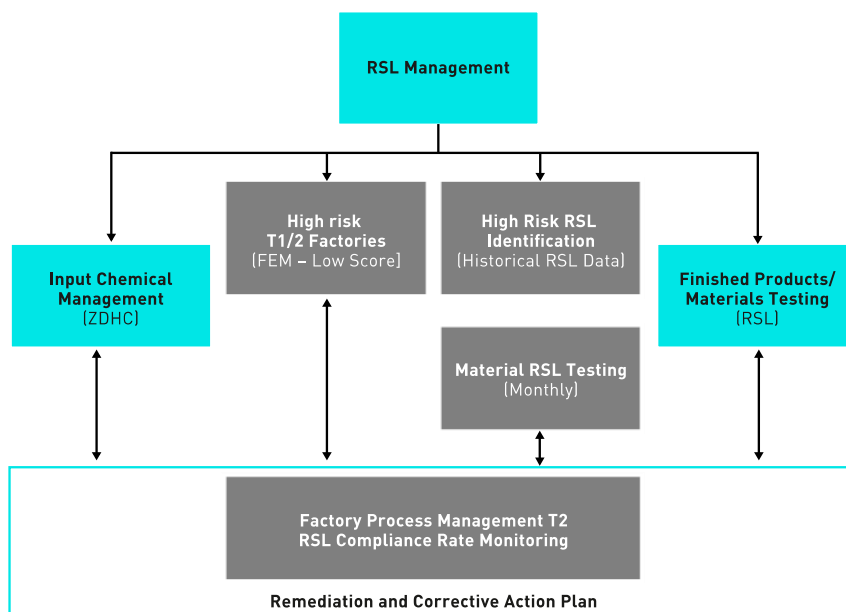 RSL Management
High risk
T1/2 Factories
(FEM – Low Score]
High Risk RSL
Identification
(Historical RSL Data)
Input Chemical
Management
(ZDHC)
Finished Products/
Materials Testing
(RSL)
Material RSL Testing
(Monthly)
Factory Process Management T2
RSL Compliance Rate Monitoring
Remediation and Corrective Action Plan